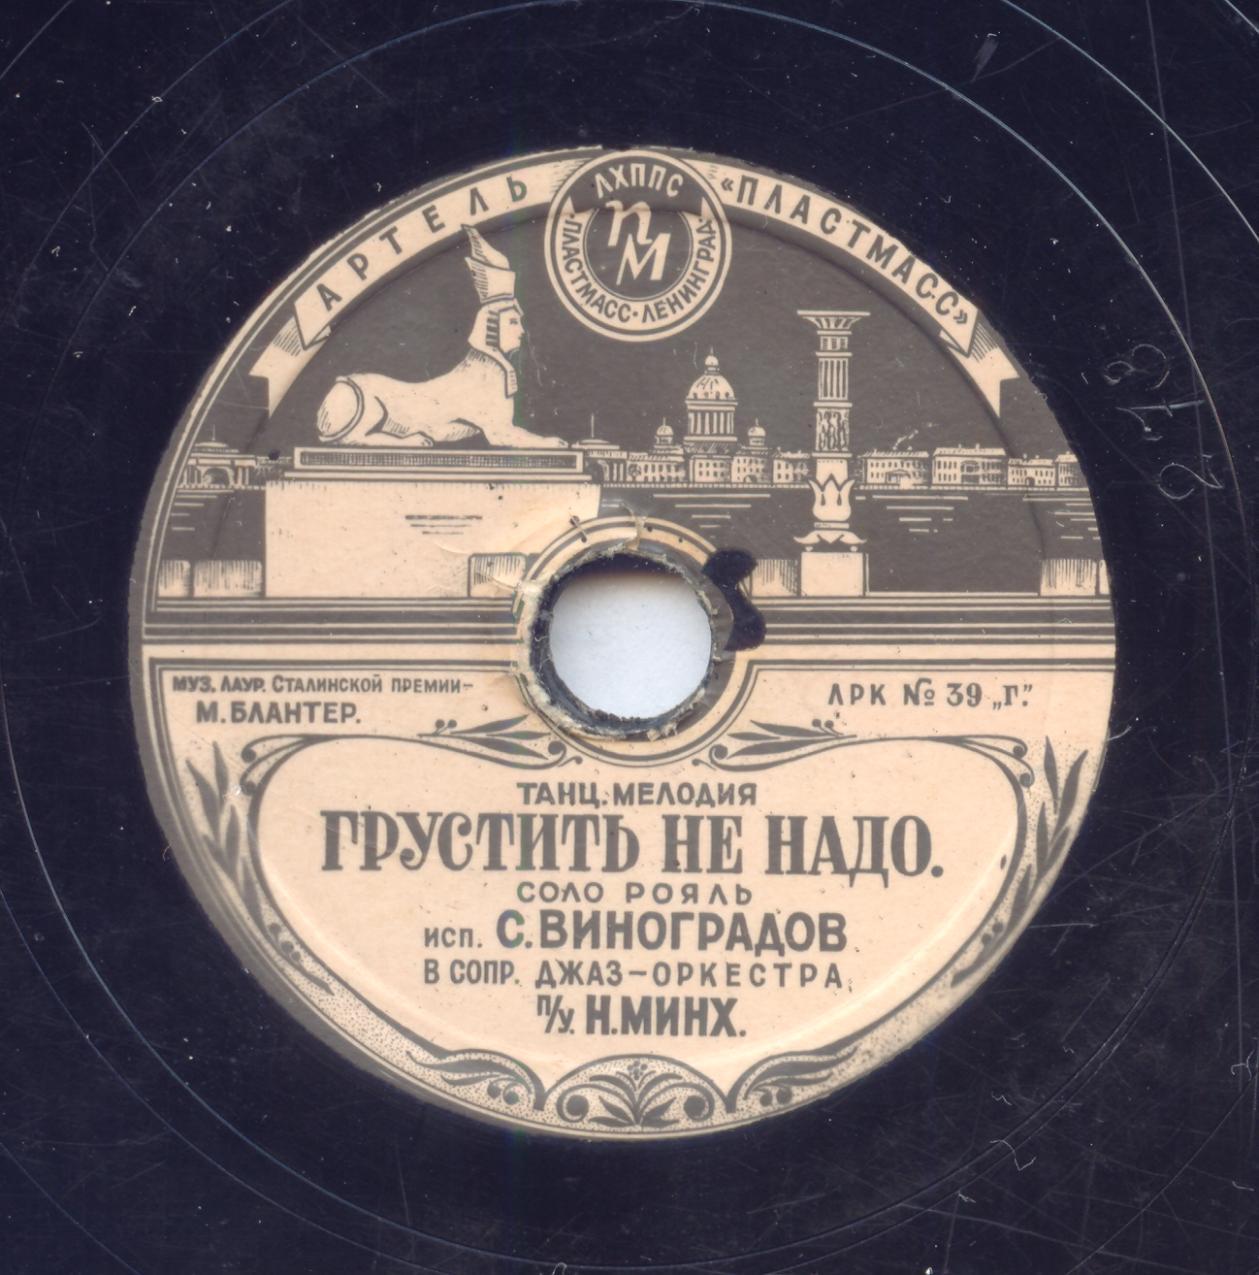 АРТЕЛЬ «ПЛАСТМАСС»
ЛХППС
ПМ
ПЛАСТМАСС·ЛЕНИНГРАД·
МУЗ. ЛАУР. СТАЛИНСКОЙ ПРЕМИИ–
М. БЛАНТЕР.
ЛРК № 39 „Г."
ТАНЦ. МЕЛОДИЯ
ГРУСТИТЬ НЕ НАДО.
СОЛО РОЯЛЬ
ИСП. С. ВИНОГРАДОВ
В СОПР. ДЖАЗ–ОРКЕСТРА
П/У. Н. МИНХ.